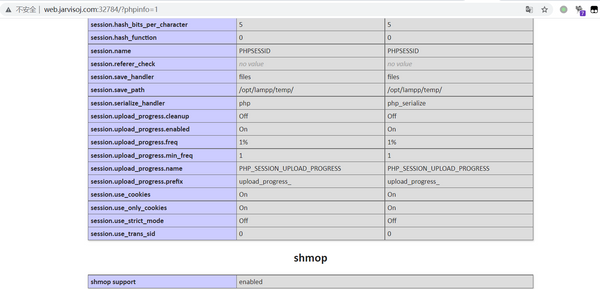 不安全 | web.jarvisoj.com:32784/?phpinfo=1
session.hash_bits_per_character 5 5
session.hash_function 0 0
session.name PHPSESSID PHPSESSID
session.referer_check no value no value
session.save_handler files files
session.save_path /opt/lampp/temp/ /opt/lampp/temp/
session.serialize_handler php php_serialize
session.upload_progress.cleanup Off Off
session.upload_progress.enabled On On
session.upload_progress.freq 1% 1%
session.upload_progress.min_freq 1 1
session.upload_progress.name PHP_SESSION_UPLOAD_PROGRESS PHP_SESSION_UPLOAD_PROGRESS
session.upload_progress.prefix upload_progress_ upload_progress_
session.use_cookies On On
session.use_only_cookies On On
session.use_strict_mode Off Off
session.use_trans_sid 0 0
shmop
shmop support enabled